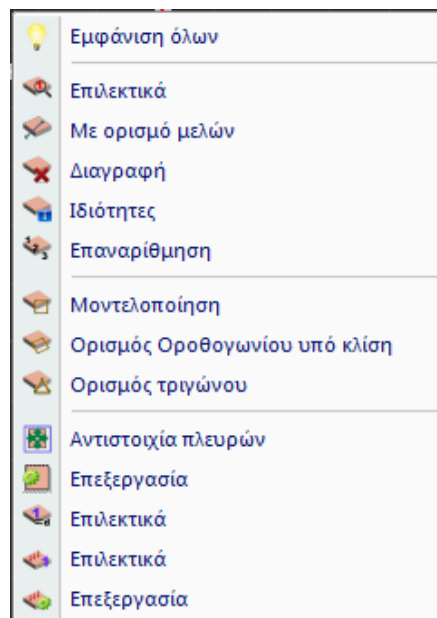 Εμφάνιση όλων
Επιλεκτικά
Με ορισμό μελών
Διαγραφή
Ιδιότητες
Επαναρίθμηση
Μοντελοποίηση
Ορισμός Οροθογωνίου υπό κλίση
Ορισμός τριγώνου
Αντιστοιχία πλευρών
Επεξεργασία
Επιλεκτικά
Επιλεκτικά
Επεξεργασία